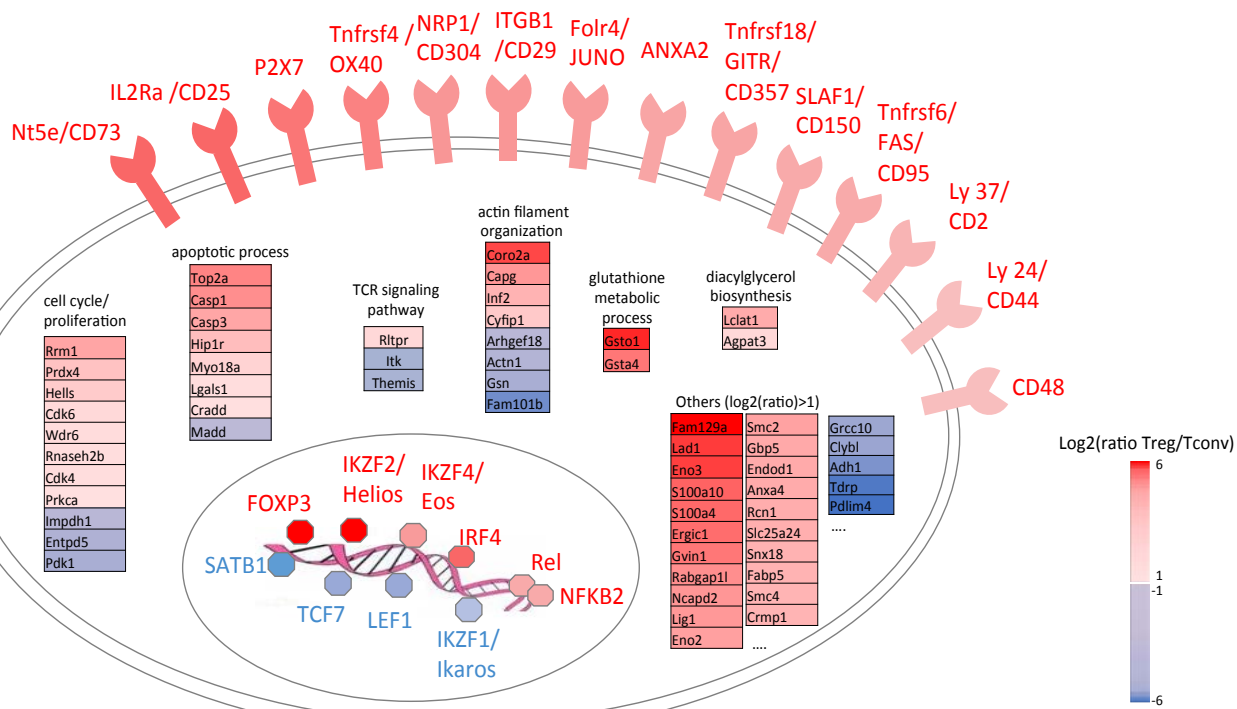 Nt5e/CD73
IL2Ra /CD25
P2X7
Tnfrsf4 /
OX40
NRP1/
CD304
ITGB1
/CD29
Folr4/
JUNO
ANXA2
Tnfrsf18/
GITR/
CD357
SLAF1/
CD150
Tnfrsf6/
FAS/
CD95
Ly 37/
CD2
Ly 24/
CD44
CD48
cell cycle/
proliferation
Rrm1
Prdx4
Hells
Cdk6
Wdr6
Rnaseh2b
Cdk4
Prkca
Impdh1
Entpd5
Pdk1
apoptotic process
Top2a
Casp1
Casp3
Hip1r
Myo18a
Lgals1
Cradd
Madd
TCR signaling
pathway
Rltpr
Itk
Themis
actin filament
organization
Coro2a
Capg
Inf2
Cyfip1
Arhgef18
Actn1
Gsn
Fam101b
glutathione
metabolic
process
Gsto1
Gsta4
diacylglycerol
biosynthesis
Lclat1
Agpat3
Others (log2(ratio)>1)
Fam129a
Lad1
Eno3
S100a10
S100a4
Ergic1
Gvin1
Rabgap1l
Ncapd2
Lig1
Eno2
Smc2
Gbp5
Endod1
Anxa4
Rcn1
Slc25a24
Snx18
Fabp5
Smc4
Crmp1
....
Grcc10
Clybl
Adh1
Tdrp
Pdlim4
....
FOXP3
IKZF2/
Helios
IKZF4/
Eos
IRF4
Rel
NFKB2
SATB1
TCF7
LEF1
IKZF1/
Ikaros
Log2(ratio Treg/Tconv)
6
1
-1
-6